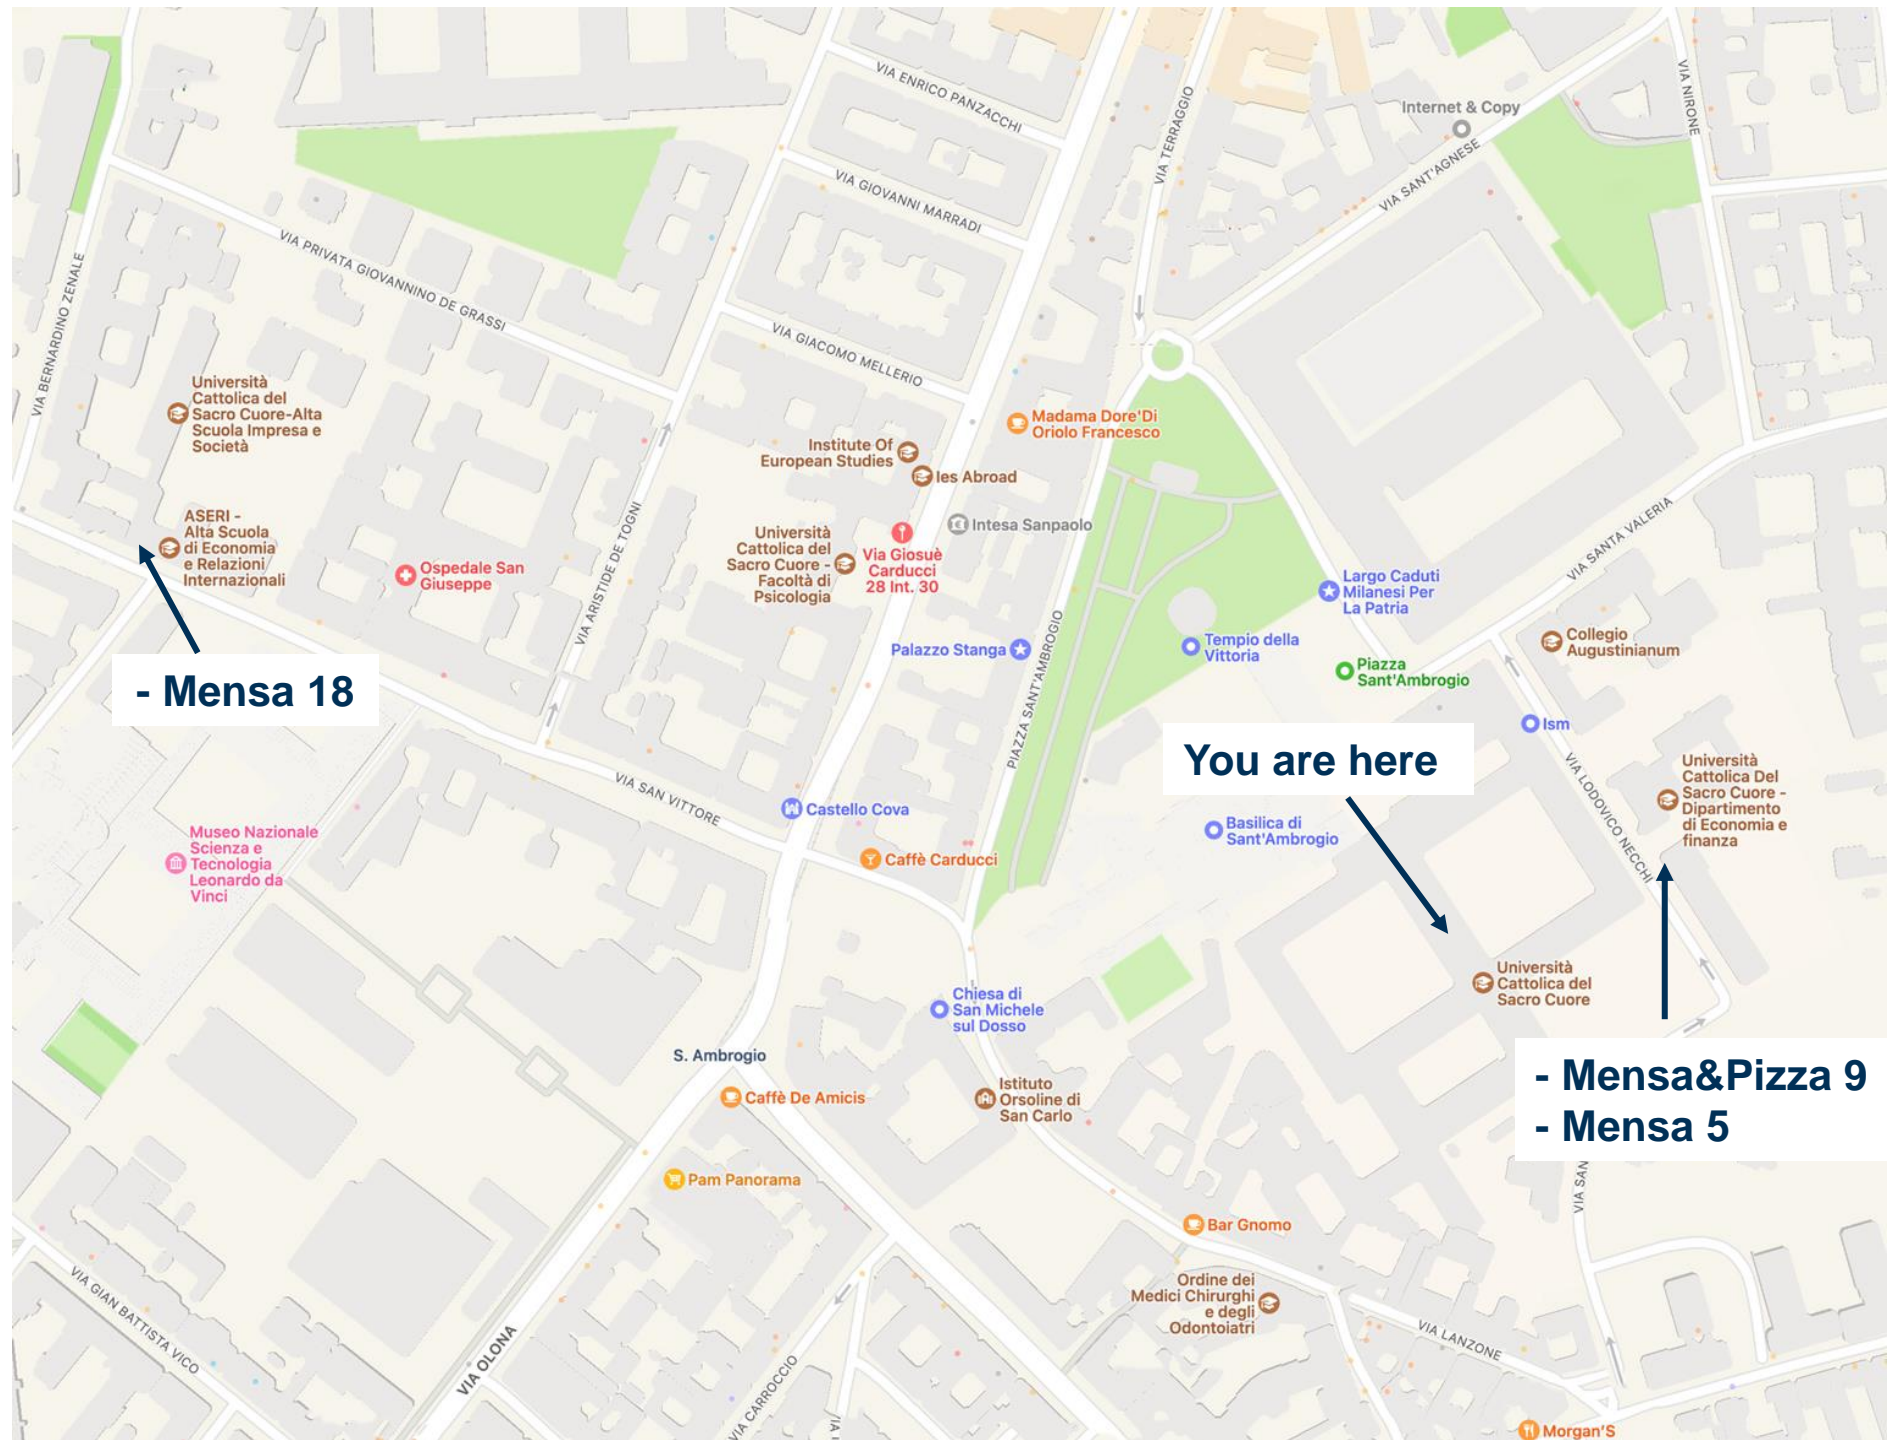 VIA ENRICO PANZACCHI
VIA TERRAGGIO
VIA NIRONE
Internet & Copy
VIA SANT'AGNESE
VIA GIOVANNI MARRADI
VIA PRIVATA GIOVANNINO DE GRASSI
VIA BERNARDINO ZENALE
VIA GIACOMO MELLERIO
Università
Cattolica del
Sacro Cuore-Alta
Scuola Impresa e
Società
Madama Dore'Di
Oriolo Francesco
Institute Of
European Studies
Ies Abroad
ASERI -
Alta Scuola
di Economia
e Relazioni
Internazionali
Ospedale San
Giuseppe
VIA ARISTIDE DE TOGNI
Università
Cattolica del
Sacro Cuore -
Facoltà di
Psicologia
Via Giosuè
Carducci
28 Int. 30
Intesa Sanpaolo
VIA SANTA VALERIA
Largo Caduti
Milanesi Per
La Patria
Palazzo Stanga
PIAZZA SANT'AMBROGIO
Tempio della
Vittoria
Piazza
Sant'Ambrogio
Collegio
Augustinianum
- Mensa 18
Ism
You are here
VIA LODOVICO NECCHI
Università
Cattolica Del
Sacro Cuore -
Dipartimento
di Economia e
finanza
VIA SAN VITTORE
Castello Cova
Caffè Carducci
Basilica di
Sant'Ambrogio
Museo Nazionale
Scienza e
Tecnologia
Leonardo da
Vinci
Università
Cattolica del
Sacro Cuore
Chiesa di
San Michele
sul Dosso
S. Ambrogio
Caffè De Amicis
Istituto
Orsoline di
San Carlo
- Mensa&Pizza 9
- Mensa 5
Pam Panorama
VIA SAN
Bar Gnomo
Ordine dei
Medici Chirurghi
e degli
Odontoiatri
VIA GIAN BATTISTA VICO
VIA OLONA
VIA CARROCCIO
VIA LANZONE
Morgan'S